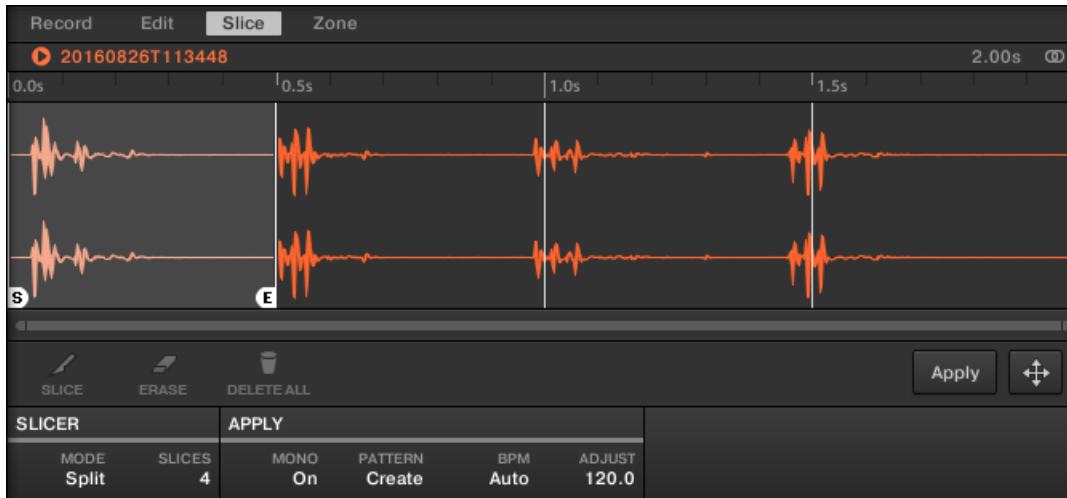 Record Edit Slice Zone
20160826T113448 2.00s
0.0s 0.5s 1.0s 1.5s
S E
SLICE ERASE DELETE ALL Apply
SLICER APPLY
MODE SLICES MONO PATTERN BPM ADJUST
Split 4 On Create Auto 120.0